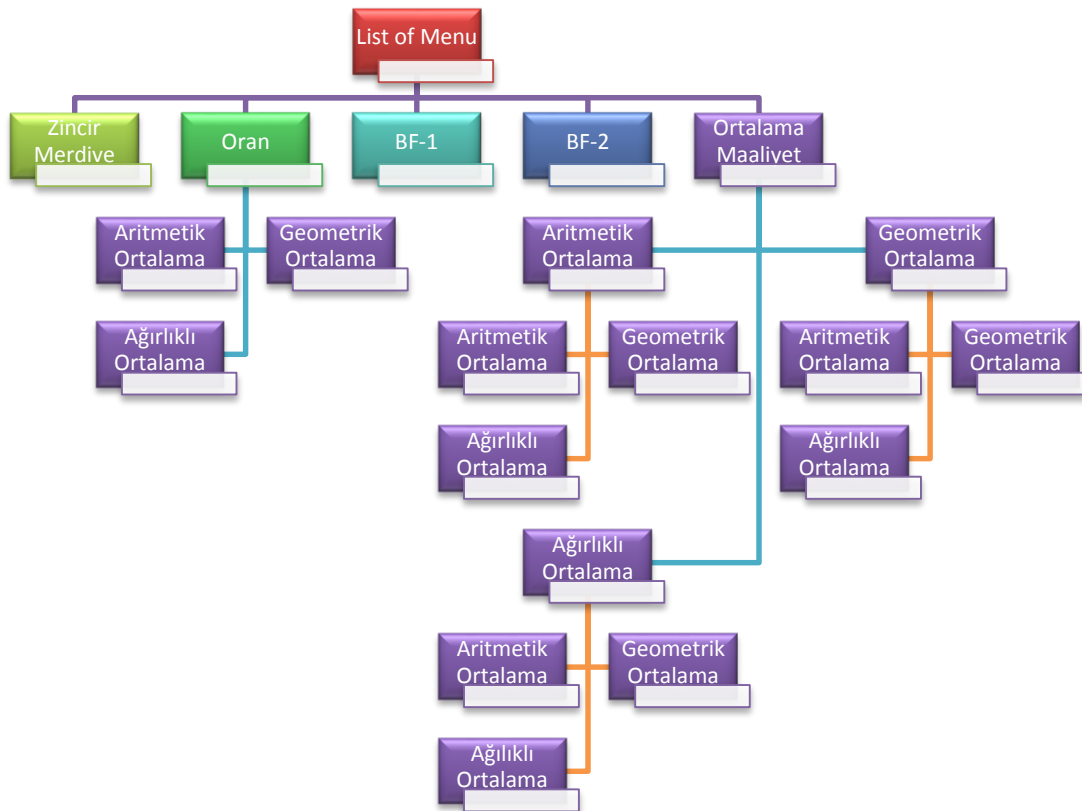 List of Menu
Zincir
Merdive
Oran
BF-1
BF-2
Ortalama
Maaliyet
Aritmetik
Ortalama
Geometrik
Ortalama
Ağırlıklı
Ortalama
Aritmetik
Ortalama
Aritmetik
Ortalama
Geometrik
Ortalama
Ağırlıklı
Ortalama
Geometrik
Ortalama
Aritmetik
Ortalama
Geometrik
Ortalama
Ağırlıklı
Ortalama
Ağırlıklı
Ortalama
Aritmetik
Ortalama
Geometrik
Ortalama
Ağılıklı
Ortalama